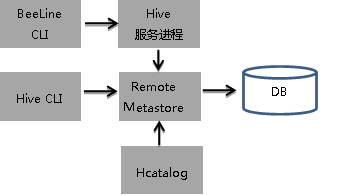 BeeLine
CLI
Hive
服务进程
Hive CLI
Remote
Metastore
DB
Hcatalog